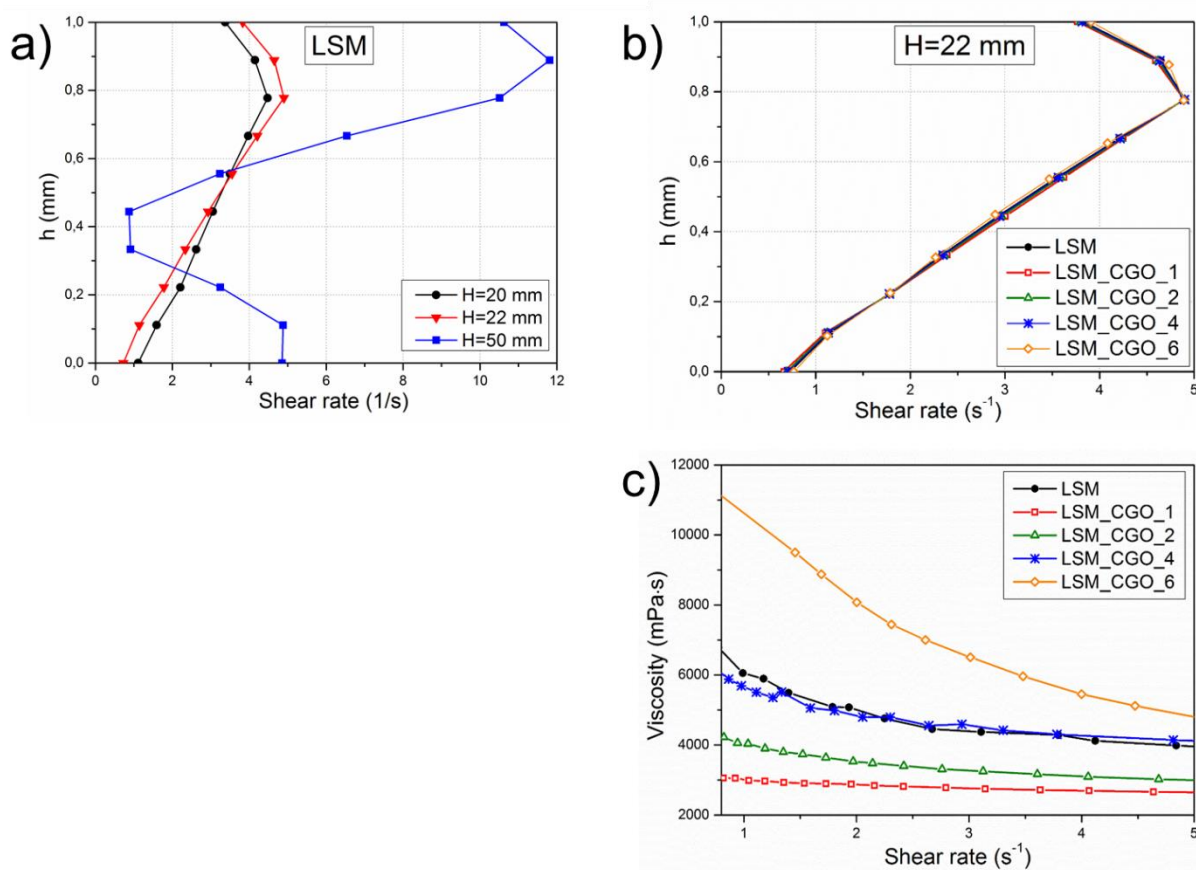 a)
LSM
1,0
0,8
0,6
0,4
0,2
0,0
h (mm)
H=20 mm
H=22 mm
H=50 mm
0 2 4 6 8 10 12
Shear rate (1/s)
b)
H=22 mm
1,0
0,8
0,6
0,4
0,2
0,0
h (mm)
LSM
LSM_CGO_1
LSM_CGO_2
LSM_CGO_4
LSM_CGO_6
0 1 2 3 4 5
Shear rate (s⁻¹)
c)
12000
10000
8000
6000
4000
2000
Viscosity (mPa·s)
LSM
LSM_CGO_1
LSM_CGO_2
LSM_CGO_4
LSM_CGO_6
1 2 3 4 5
Shear rate (s⁻¹)